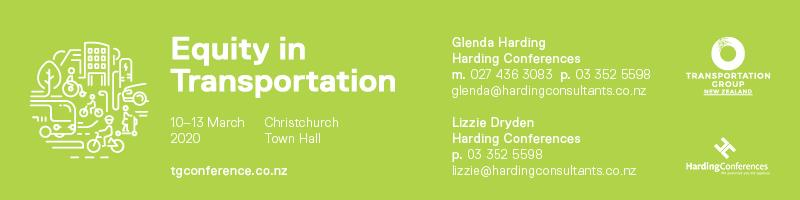 Equity in
Transportation
10–13 March
2020
Christchurch
Town Hall
tgconference.co.nz
Glenda Harding
Harding Conferences
m. 027 436 3083 p. 03 352 5598
glenda@hardingconsultants.co.nz
Lizzie Dryden
Harding Conferences
p. 03 352 5598
lizzie@hardingconsultants.co.nz
TRANSPORTATION
GROUP
NEW ZEALAND
HardingConferences